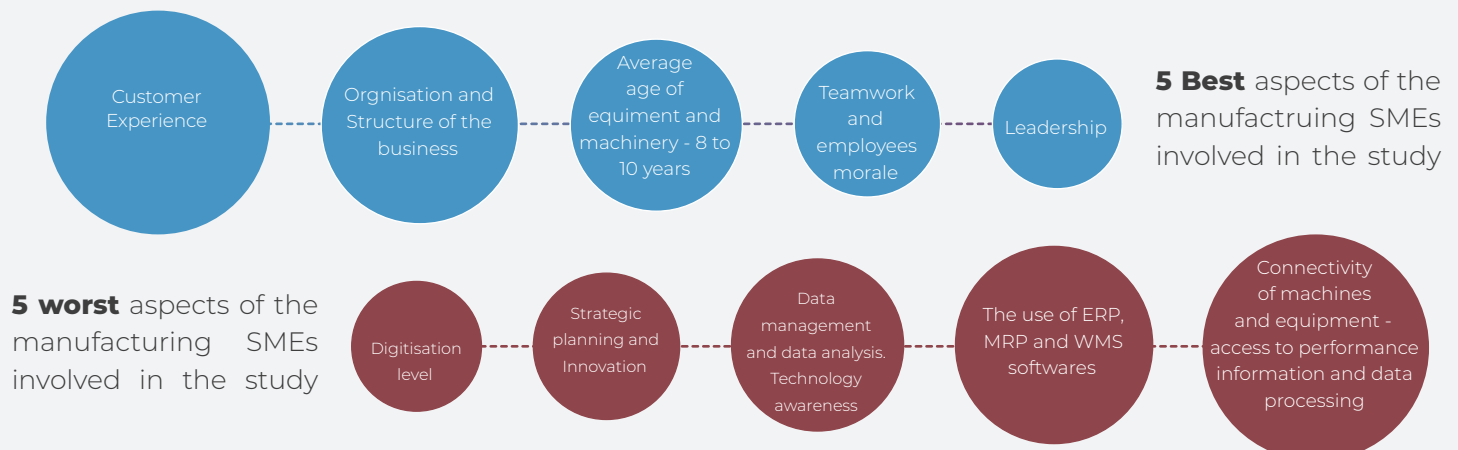 Customer
Experience
Orgnisation and
Structure of the
business
Average
age of
equiment and
machinery - 8 to
10 years
Teamwork
and
employees
morale
Leadership
5 Best aspects of the
manufactruing SMEs
involved in the study
5 worst aspects of the
manufacturing SMEs
involved in the study
Digitisation
level
Strategic
planning and
Innovation
Data
management
and data analysis.
Technology
awareness
The use of ERP,
MRP and WMS
softwares
Connectivity
of machines
and equipment -
access to performance
information and data
processing